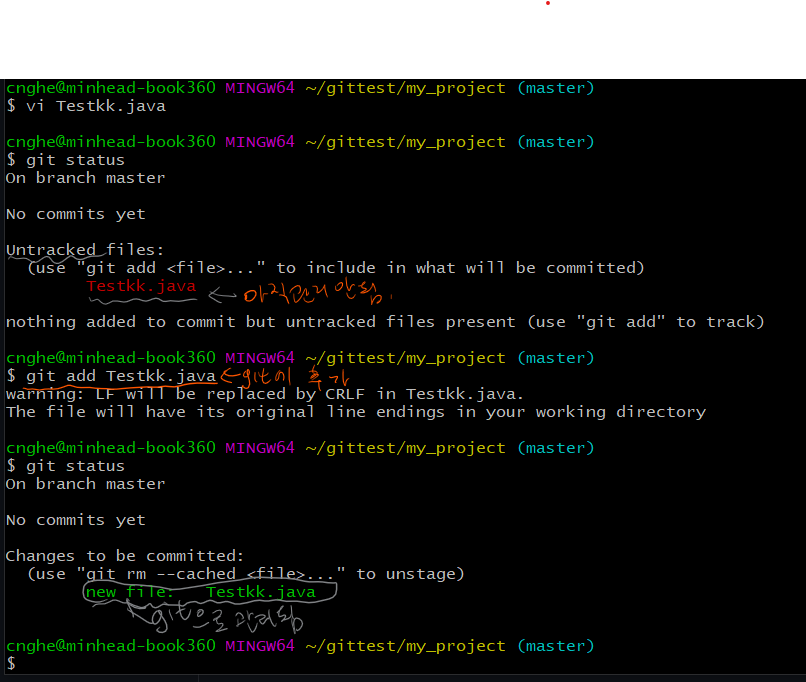 cnghe@minhead-book360 MINGW64 ~/gittest/my_project (master)
$ vi Testkk.java
cnghe@minhead-book360 MINGW64 ~/gittest/my_project (master)
$ git status
On branch master
No commits yet
Untracked files:
(use "git add <file>..." to include in what will be committed)
Testkk.java ← 아직관리 안됨.
nothing added to commit but untracked files present (use "git add" to track)
cnghe@minhead-book360 MINGW64 ~/gittest/my_project (master)
$ git add Testkk.java ← git에 추가
warning: LF will be replaced by CRLF in Testkk.java.
The file will have its original line endings in your working directory
cnghe@minhead-book360 MINGW64 ~/gittest/my_project (master)
$ git status
On branch master
No commits yet
Changes to be committed:
(use "git rm --cached <file>..." to unstage)
new file:   Testkk.java
git으로 관리됨
cnghe@minhead-book360 MINGW64 ~/gittest/my_project (master)
$